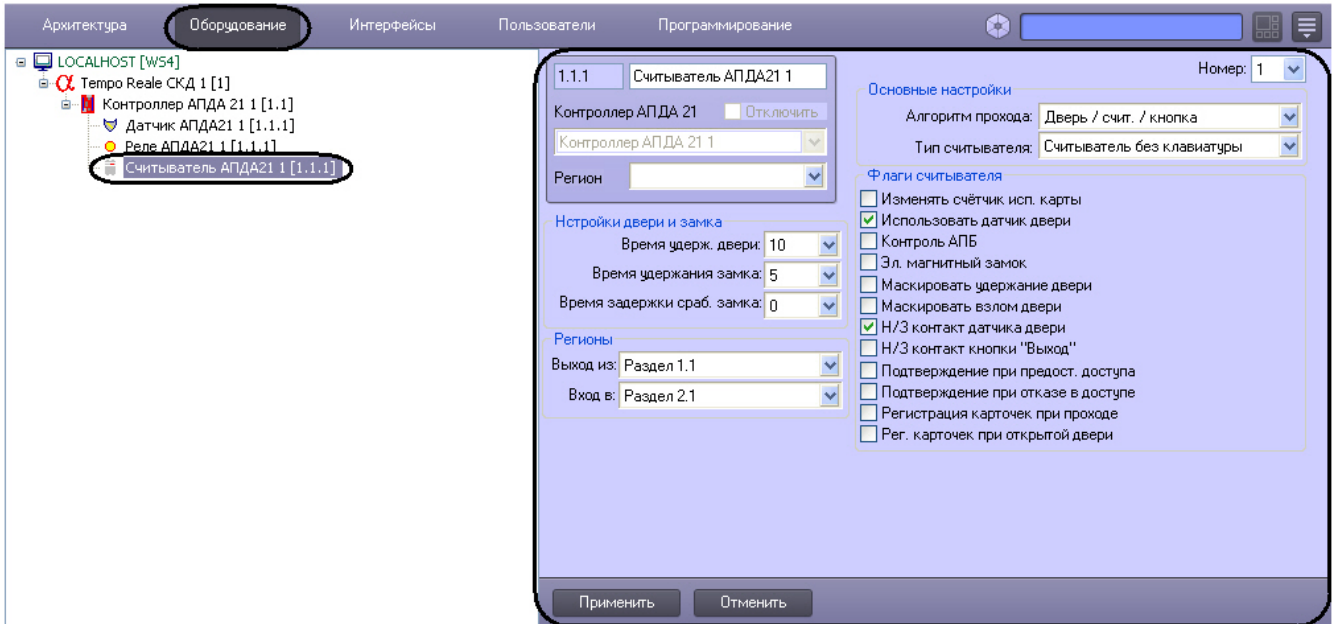 Архитектура Оборудование Интерфейсы Пользователи Программирование
LOCALHOST [WS4]
Tempo Reale СКД 1 [1]
Контроллер АПДА 21 1 [1.1]
Датчик АПДА21 1 [1.1.1]
Реле АПДА21 1 [1.1.1]
Считыватель АПДА21 1 [1.1.1]
1.1.1 Считыватель АПДА21 1
Контроллер АПДА 21 Отключить
Контроллер АПДА 21 1
Регион
Нстройки двери и замка
Время удерж. двери: 10
Время удержания замка: 5
Время задержки сраб. замка: 0
Регионы
Выход из: Раздел 1.1
Вход в: Раздел 2.1
Номер: 1
Основные настройки
Алгоритм прохода: Дверь / счит. / кнопка
Тип считывателя: Считыватель без клавиатуры
Флаги считывателя
Изменять счётчик исп. карты
Использовать датчик двери
Контроль АПБ
Эл. магнитный замок
Маскировать удержание двери
Маскировать взлом двери
Н/З контакт датчика двери
Н/З контакт кнопки "Выход"
Подтверждение при предост. доступа
Подтверждение при отказе в доступе
Регистрация карточек при проходе
Рег. карточек при открытой двери
Применить Отменить